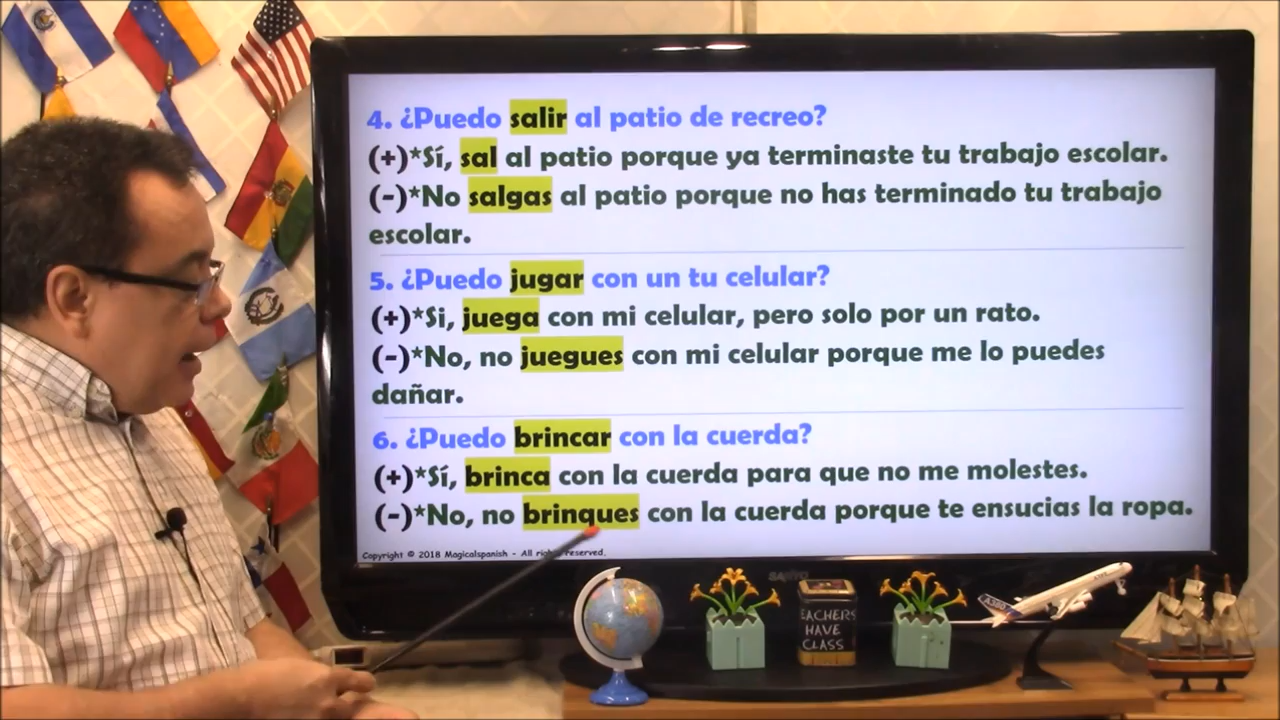 4. ¿Puedo salir al patio de recreo?
(+)*Sí, sal al patio porque ya terminaste tu trabajo escolar.
(-)*No salgas al patio porque no has terminado tu trabajo
escolar.
5. ¿Puedo jugar con un tu celular?
(+)*Si, juega con mi celular, pero solo por un rato.
(-)*No, no juegues con mi celular porque me lo puedes
dañar.
6. ¿Puedo brincar con la cuerda?
(+)*Sí, brinca con la cuerda para que no me molestes.
(-)*No, no brinques con la cuerda porque te ensucias la ropa.
Copyright © 2018 Magicalspanish - All rights reserved.
SANYO
TEACHERS
HAVE
CLASS
A380